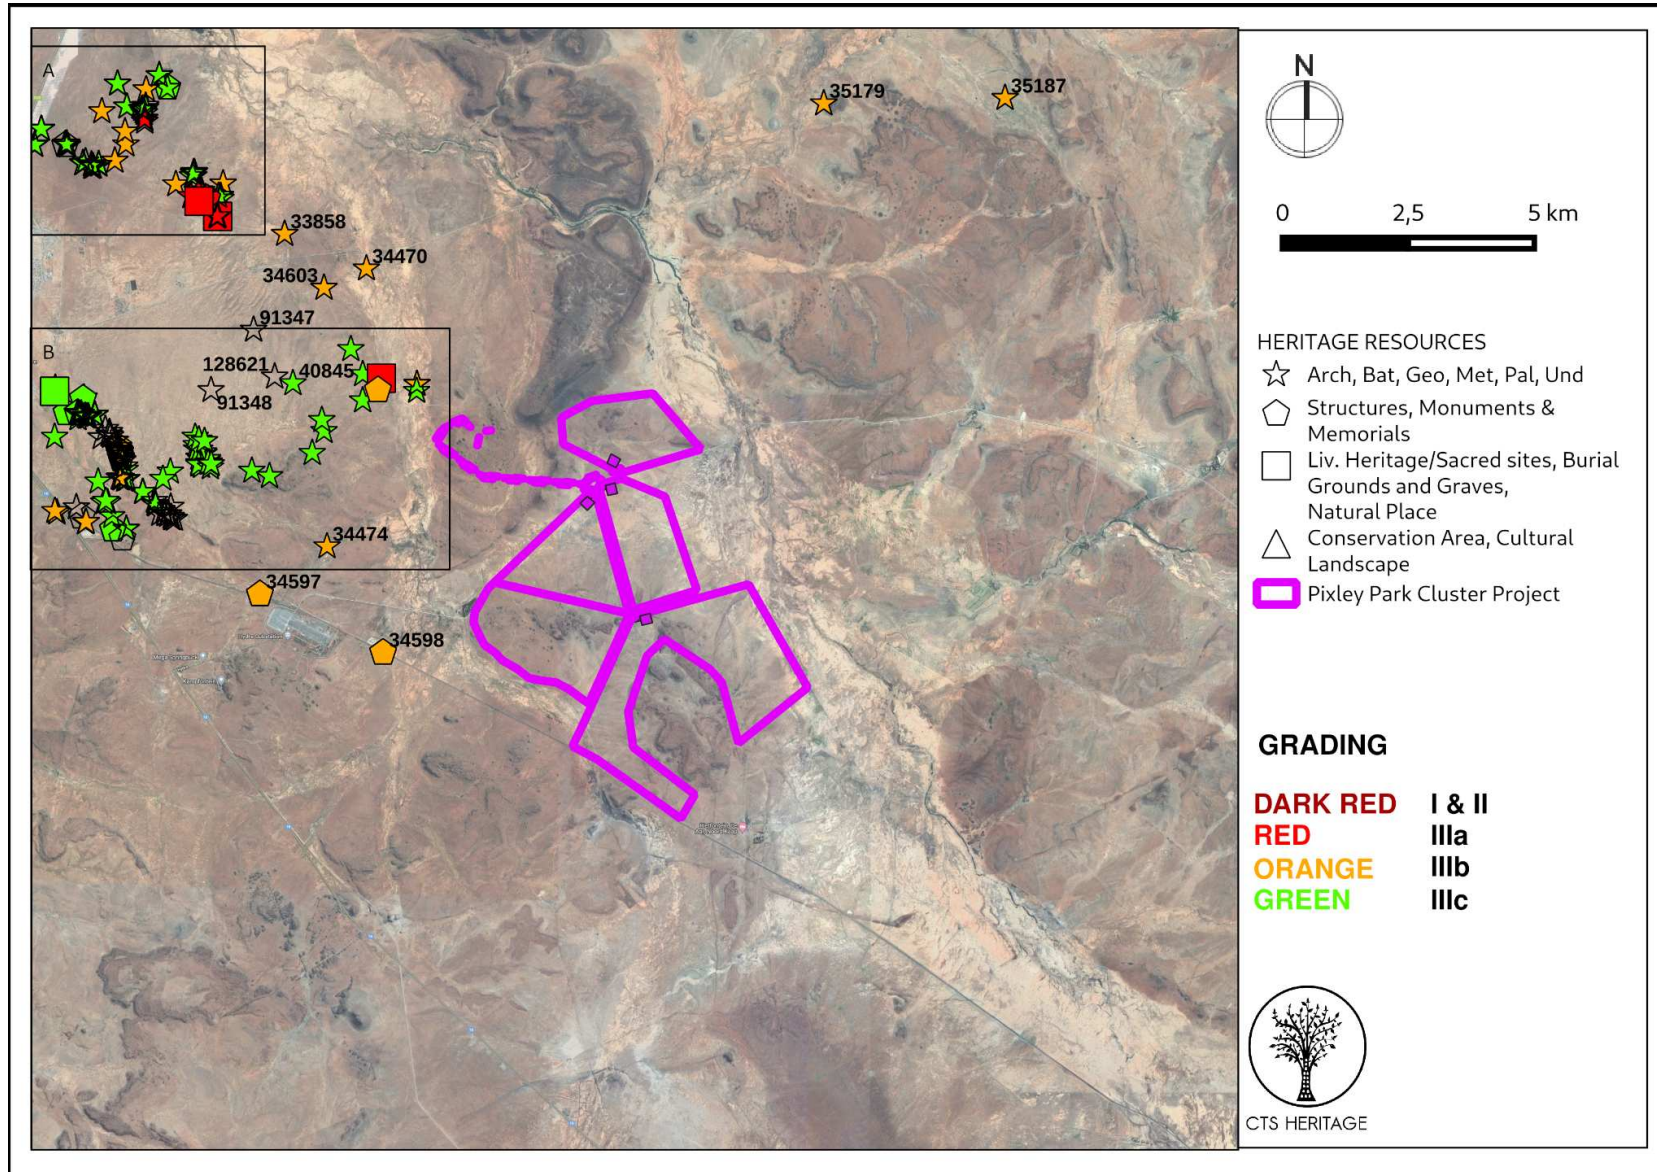 A
35179
35187
33858
34470
34603
91347
B
128621
40845
91348
34474
34597
34598
N
0 2,5 5 km
HERITAGE RESOURCES
Arch, Bat, Geo, Met, Pal, Und
Structures, Monuments &
Memorials
Liv. Heritage/Sacred sites, Burial
Grounds and Graves,
Natural Place
Conservation Area, Cultural
Landscape
Pixley Park Cluster Project
GRADING
DARK RED I & II
RED IIIa
ORANGE IIIb
GREEN IIIc
CTS HERITAGE